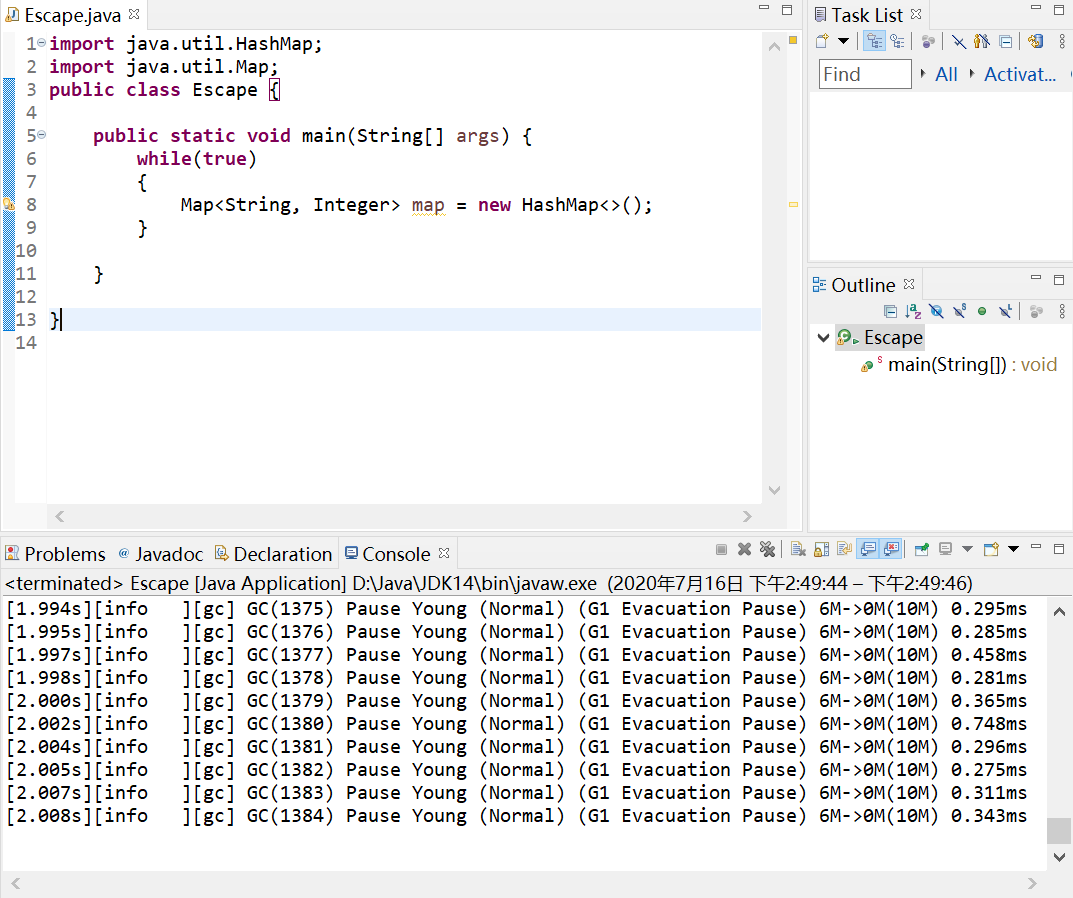 Escape.java
1 import java.util.HashMap;
2 import java.util.Map;
3 public class Escape {
4
5     public static void main(String[] args) {
6         while(true)
7         {
8             Map<String, Integer> map = new HashMap<>();
9         }
10
11     }
12
13 }
14
Task List
Find All Activat...
Outline
Escape
main(String[]) : void
Problems @ Javadoc Declaration Console
<terminated> Escape [Java Application] D:\Java\JDK14\bin\javaw.exe (2020年7月16日 下午2:49:44 – 下午2:49:46)
[1.994s][info   ][gc] GC(1375) Pause Young (Normal) (G1 Evacuation Pause) 6M->0M(10M) 0.295ms
[1.995s][info   ][gc] GC(1376) Pause Young (Normal) (G1 Evacuation Pause) 6M->0M(10M) 0.285ms
[1.997s][info   ][gc] GC(1377) Pause Young (Normal) (G1 Evacuation Pause) 6M->0M(10M) 0.458ms
[1.998s][info   ][gc] GC(1378) Pause Young (Normal) (G1 Evacuation Pause) 6M->0M(10M) 0.281ms
[2.000s][info   ][gc] GC(1379) Pause Young (Normal) (G1 Evacuation Pause) 6M->0M(10M) 0.365ms
[2.002s][info   ][gc] GC(1380) Pause Young (Normal) (G1 Evacuation Pause) 6M->0M(10M) 0.748ms
[2.004s][info   ][gc] GC(1381) Pause Young (Normal) (G1 Evacuation Pause) 6M->0M(10M) 0.296ms
[2.005s][info   ][gc] GC(1382) Pause Young (Normal) (G1 Evacuation Pause) 6M->0M(10M) 0.275ms
[2.007s][info   ][gc] GC(1383) Pause Young (Normal) (G1 Evacuation Pause) 6M->0M(10M) 0.311ms
[2.008s][info   ][gc] GC(1384) Pause Young (Normal) (G1 Evacuation Pause) 6M->0M(10M) 0.343ms